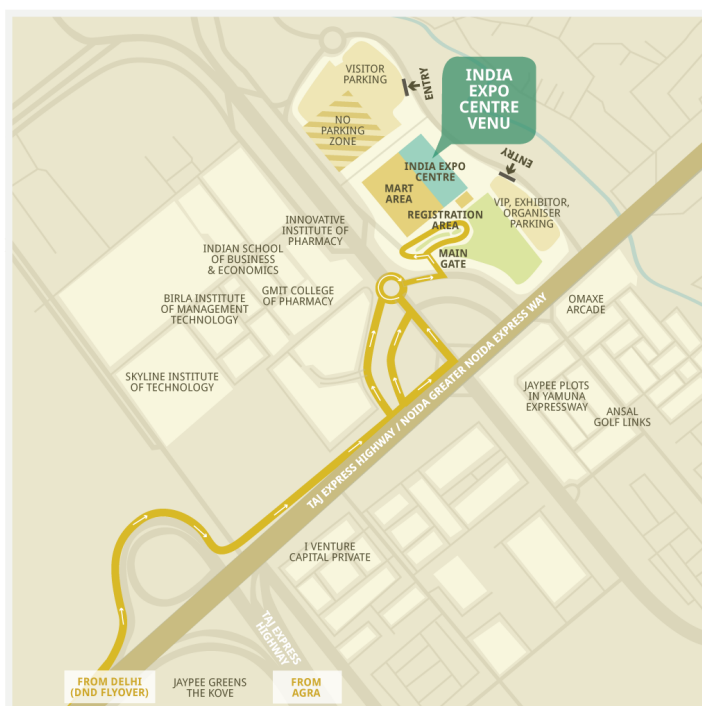 VISITOR
PARKING
ENTRY
INDIA
EXPO
CENTRE
VENU
NO
PARKING
ZONE
ENTRY
INDIA EXPO
CENTRE
MART
AREA
VIP, EXHIBITOR,
ORGANISER
PARKING
REGISTRATION
AREA
INNOVATIVE
INSTITUTE OF
PHARMACY
MAIN
GATE
INDIAN SCHOOL
OF BUSINESS
& ECONOMICS
GMIT COLLEGE
OF PHARMACY
BIRLA INSTITUTE
OF MANAGEMENT
TECHNOLOGY
OMAXE
ARCADE
SKYLINE INSTITUTE
OF TECHNOLOGY
JAYPEE PLOTS
IN YAMUNA
EXPRESSWAY
ANSAL
GOLF LINKS
TAJ EXPRESS HIGHWAY / NOIDA GREATER NOIDA EXPRESS WAY
I VENTURE
CAPITAL PRIVATE
TAJ EXPRESS
HIGHWAY
FROM DELHI
(DND FLYOVER)
JAYPEE GREENS
THE KOVE
FROM
AGRA